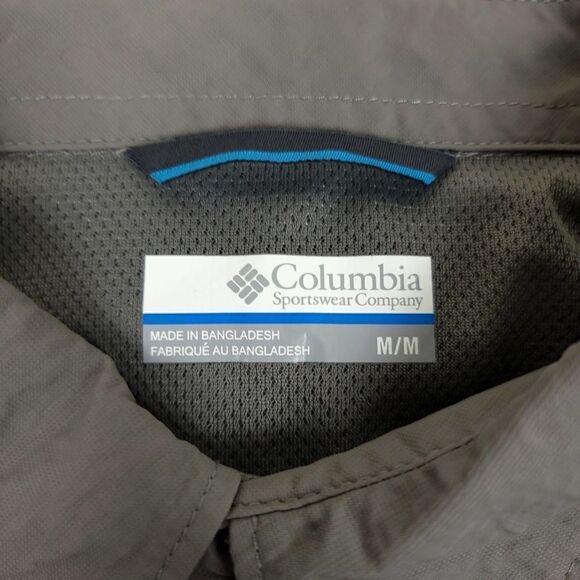 Columbia
Sportswear Company
MADE IN BANGLADESH
FABRIQUÉ AU BANGLADESH
M/M